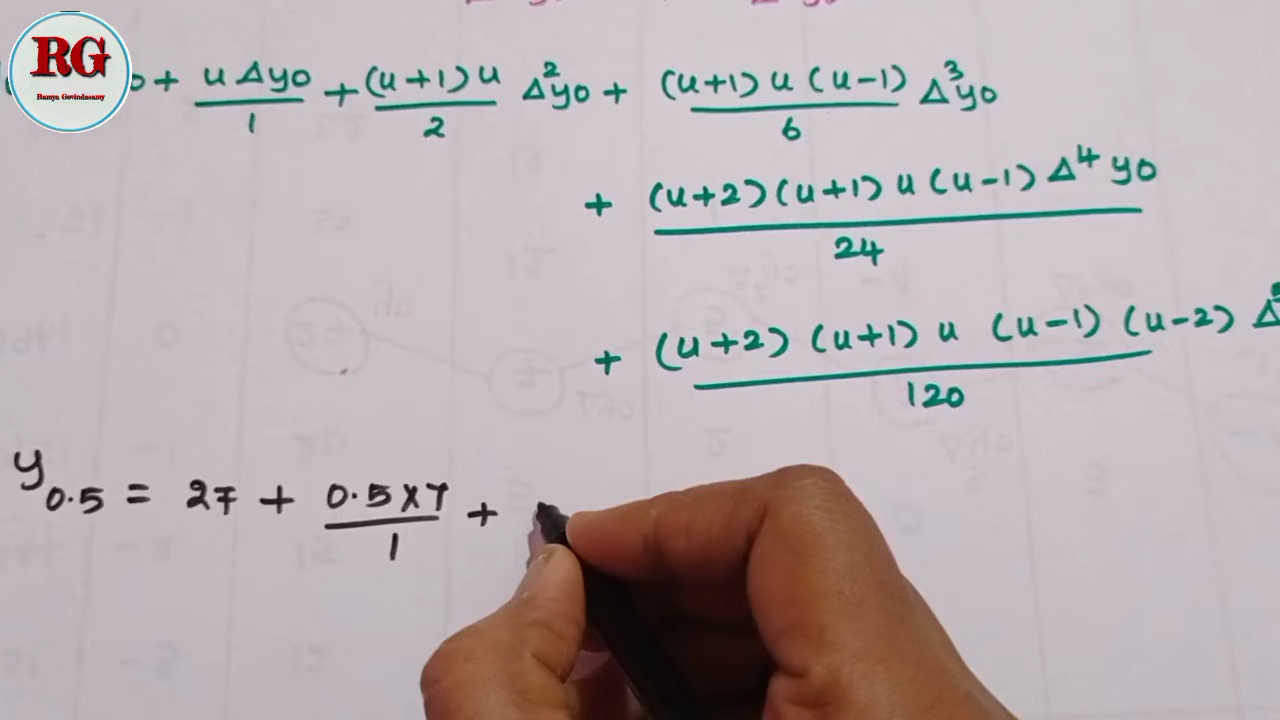 RG
Ramya Govindasamy
0 + uΔy0/1 + (u+1)u/2 Δ²y0 + (u+1)u(u-1)/6 Δ³y0
+ (u+2)(u+1)u(u-1)Δ⁴y0/24
+ (u+2)(u+1)u(u-1)(u-2)/120 Δ
y0.5 = 27 + 0.5×7/1 +